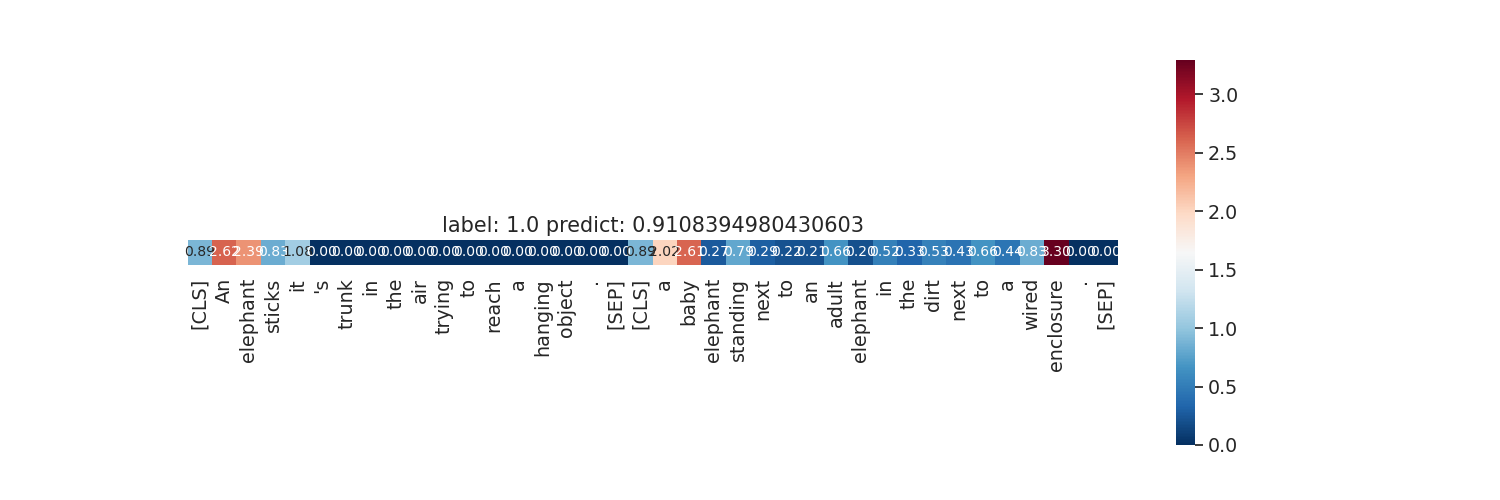 label: 1.0 predict: 0.9108394980430603
0.89 2.62 2.39 0.83 1.08 0.00 0.00 0.00 0.00 0.00 0.00 0.00 0.00 0.00 0.00 0.00 0.00 0.00 0.89 2.02 2.61 0.27 0.79 0.29 0.22 0.21 0.66 0.20 0.52 0.33 0.53 0.43 0.66 0.44 0.83 3.30 0.00 0.00
[CLS] An elephant sticks it 's trunk in the air trying to reach a hanging object . [SEP] [CLS] a baby elephant standing next to an adult elephant in the dirt next to a wired enclosure . [SEP]
3.0
2.5
2.0
1.5
1.0
0.5
0.0